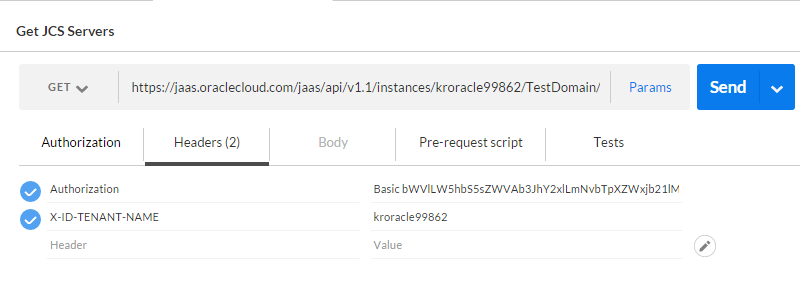 Get JCS Servers
GET https://jaas.oraclecloud.com/jaas/api/v1.1/instances/kroracle99862/TestDomain/ Params Send
Authorization Headers (2) Body Pre-request script Tests
Authorization Basic bWVlLW5hbS5sZWVAb3JhY2xlLmNvbTpXZWxjb21lM
X-ID-TENANT-NAME kroracle99862
Header Value